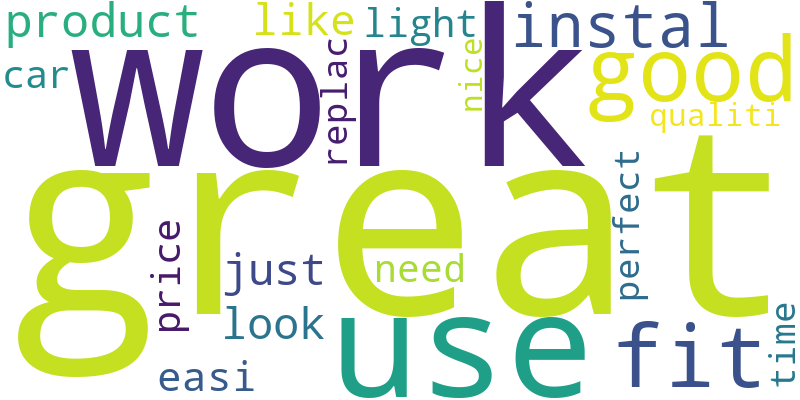 product
like
light
instal
car
work
replac
nice
good
qualiti
great
perfect
price
just
need
look
use
fit
time
easi